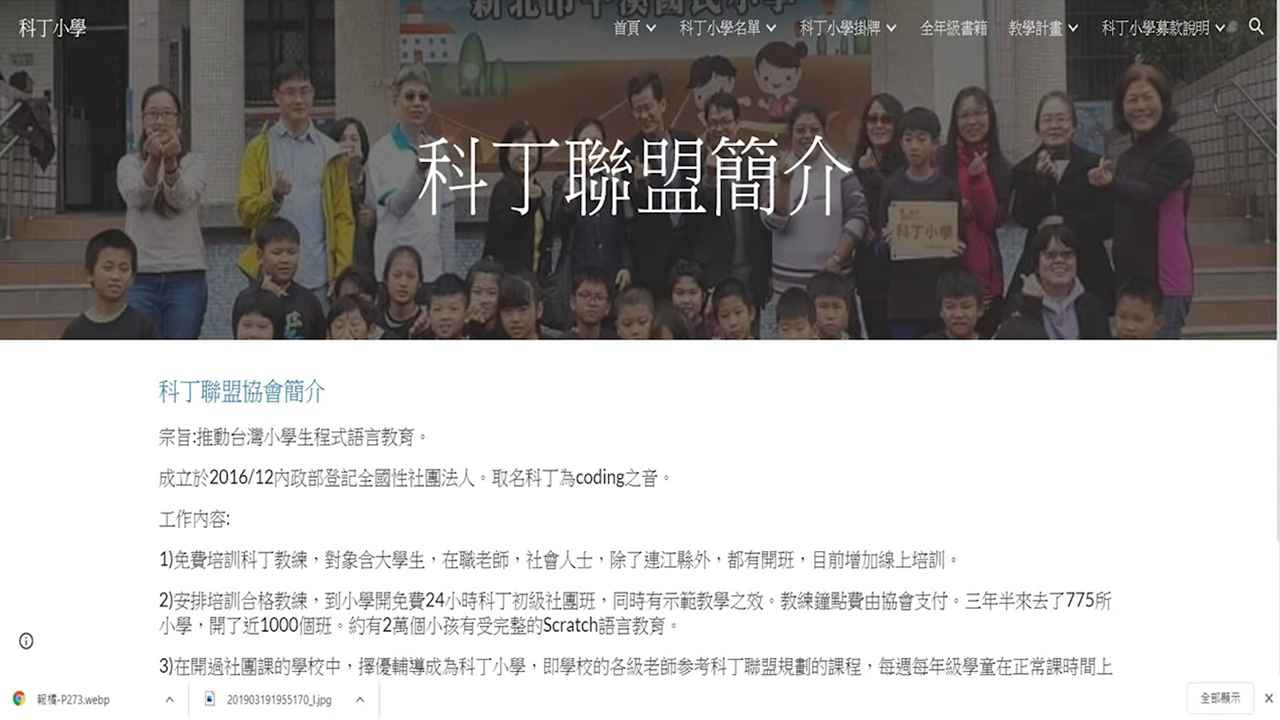 新北市平溪國民小學
科丁小學
首頁 科丁小學名單 科丁小學掛牌 全年級書籍 教學計畫 科丁小學募款說明
科丁聯盟簡介
科丁小學
科丁聯盟協會簡介
宗旨:推動台灣小學生程式語言教育。
成立於2016/12內政部登記全國性社團法人。取名科丁為coding之音。
工作內容:
1)免費培訓科丁教練，對象含大學生，在職老師，社會人士，除了連江縣外，都有開班，目前增加線上培訓。
2)安排培訓合格教練，到小學開免費24小時科丁初級社團班，同時有示範教學之效。教練鐘點費由協會支付。三年半來去了775所
小學，開了近1000個班。約有2萬個小孩有受完整的Scratch語言教育。
3)在開過社團課的學校中，擇優輔導成為科丁小學，即學校的各級老師參考科丁聯盟規劃的課程，每週每年級學童在正常課時間上
報橘-P273.webp
201903191955170_l.jpg
全部顯示